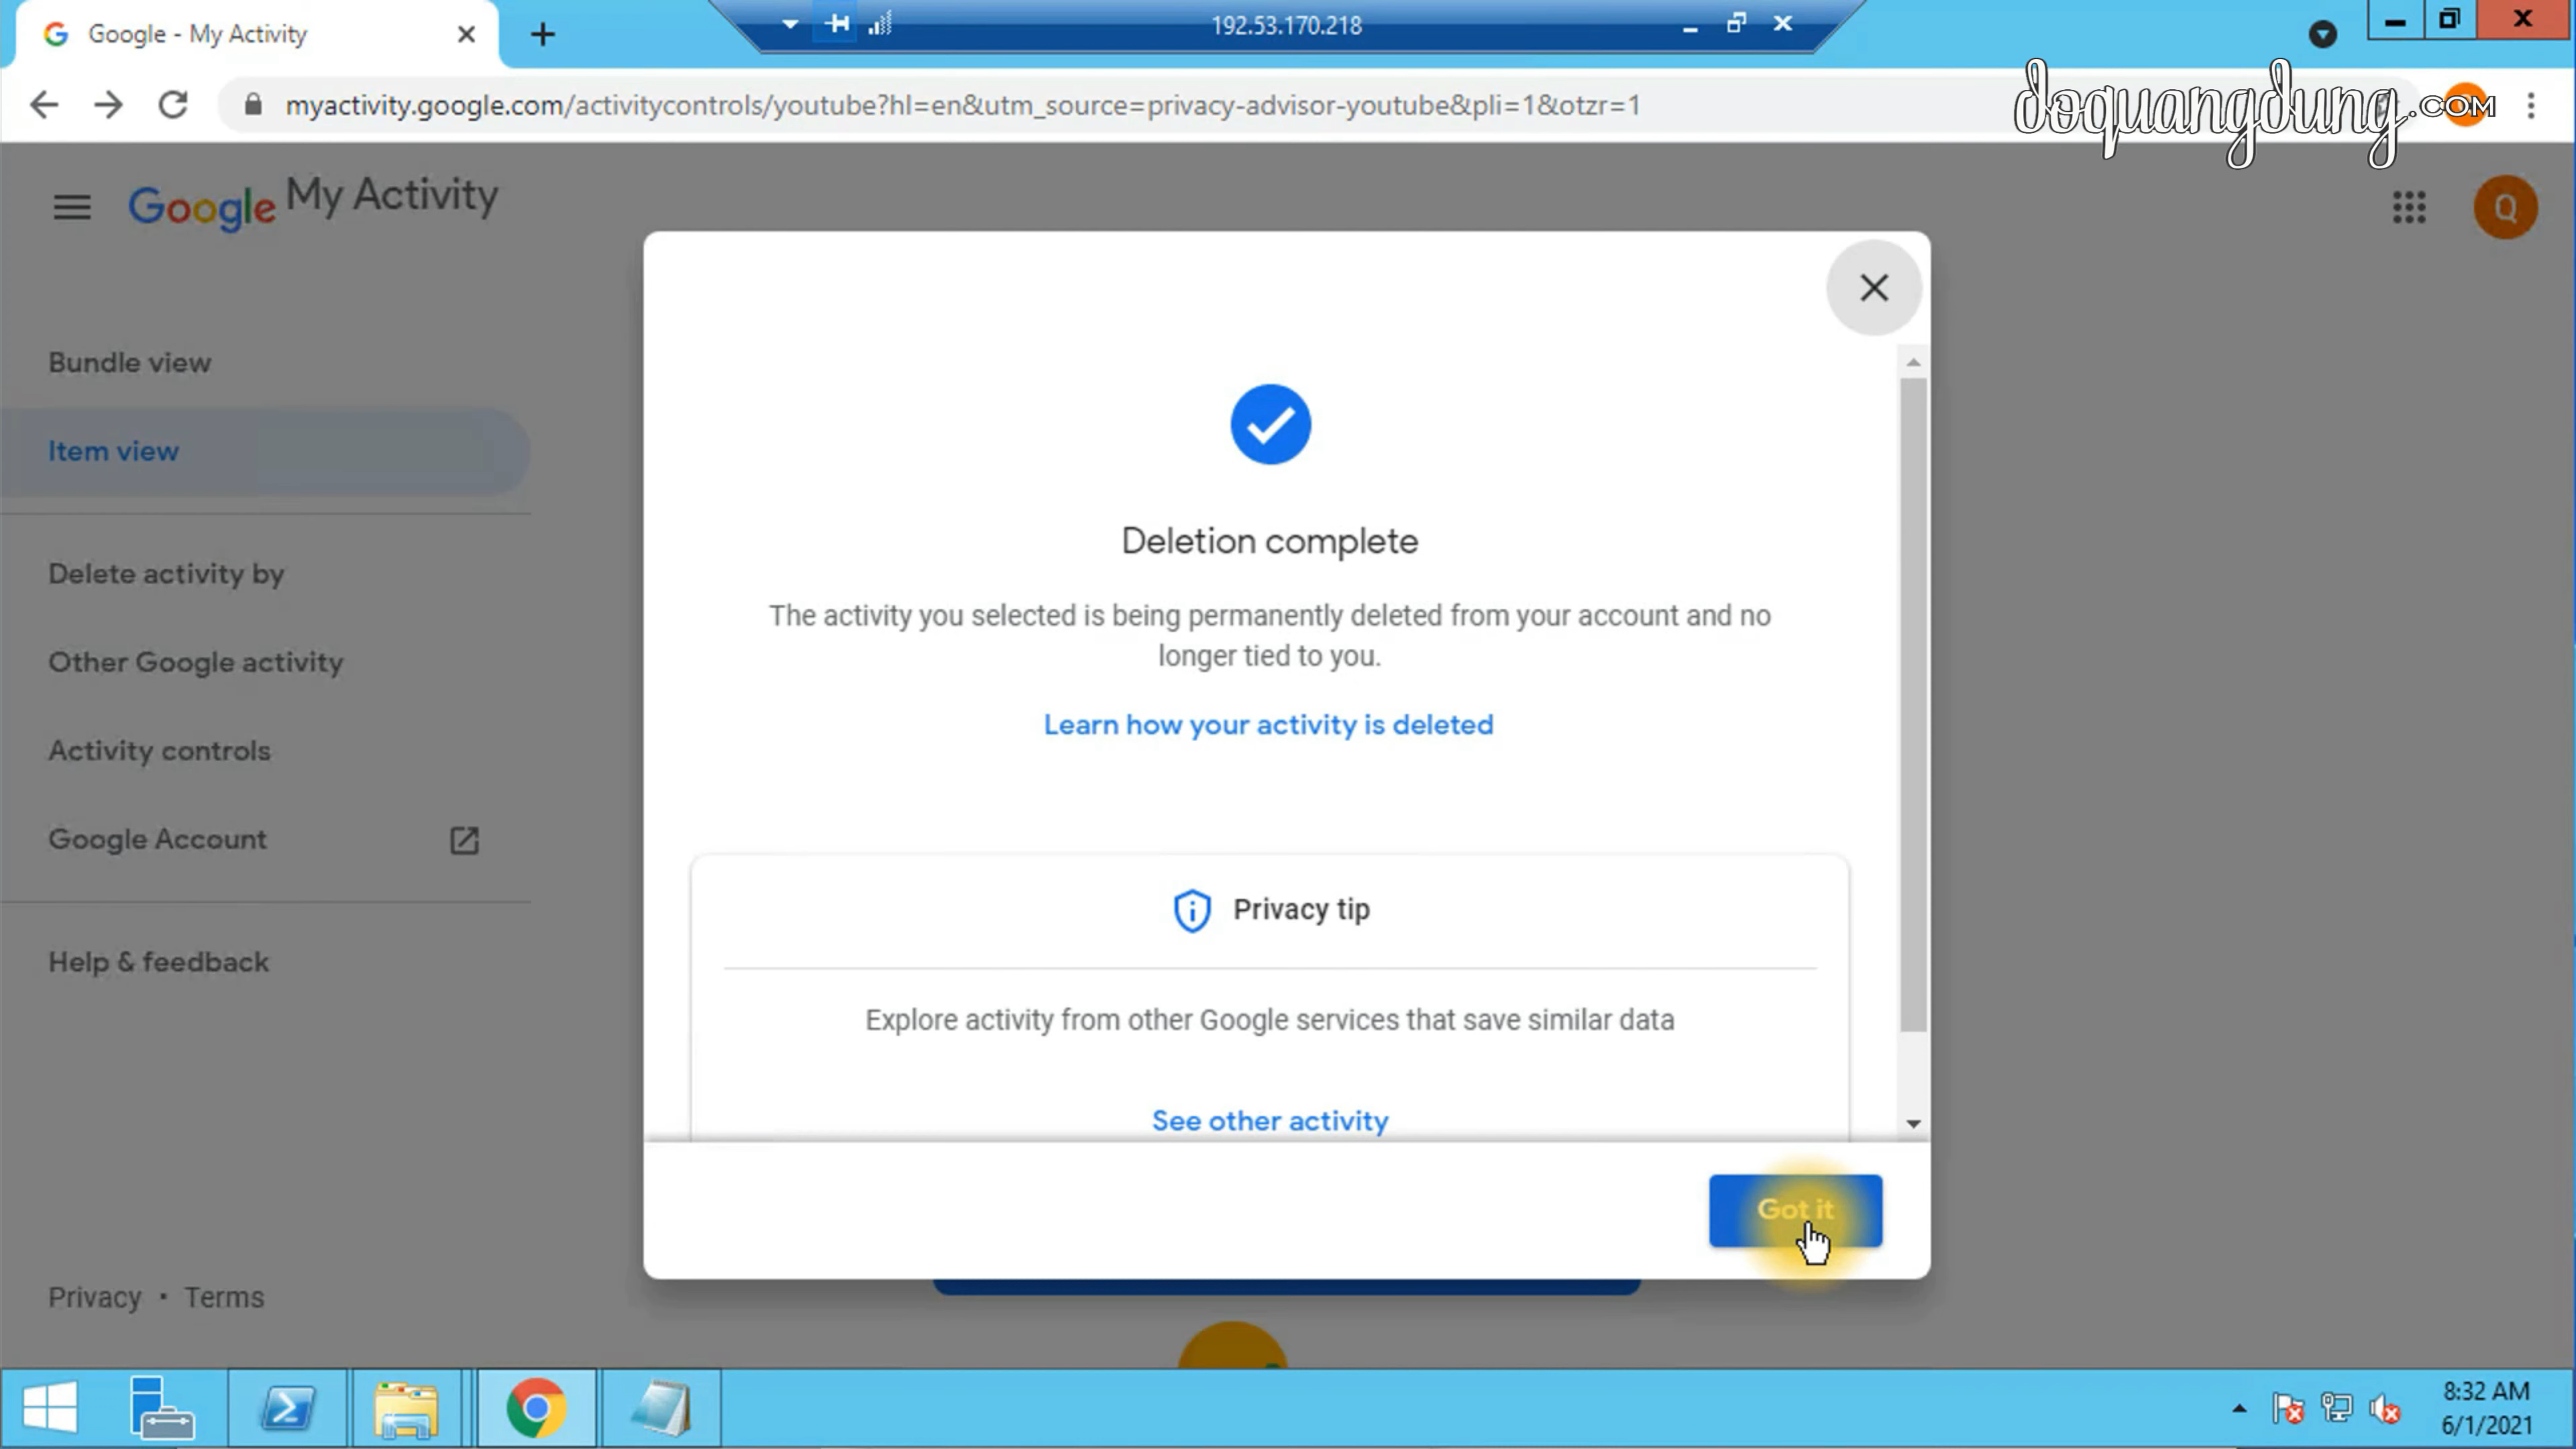 Google - My Activity
192.53.170.218
myactivity.google.com/activitycontrols/youtube?hl=en&utm_source=privacy-advisor-youtube&pli=1&otzr=1
doquangdung.COM
Google My Activity
Q
Bundle view
Item view
Delete activity by
Other Google activity
Activity controls
Google Account
Help & feedback
Privacy • Terms
Deletion complete
The activity you selected is being permanently deleted from your account and no
longer tied to you.
Learn how your activity is deleted
Privacy tip
Explore activity from other Google services that save similar data
See other activity
Got it
8:32 AM
6/1/2021